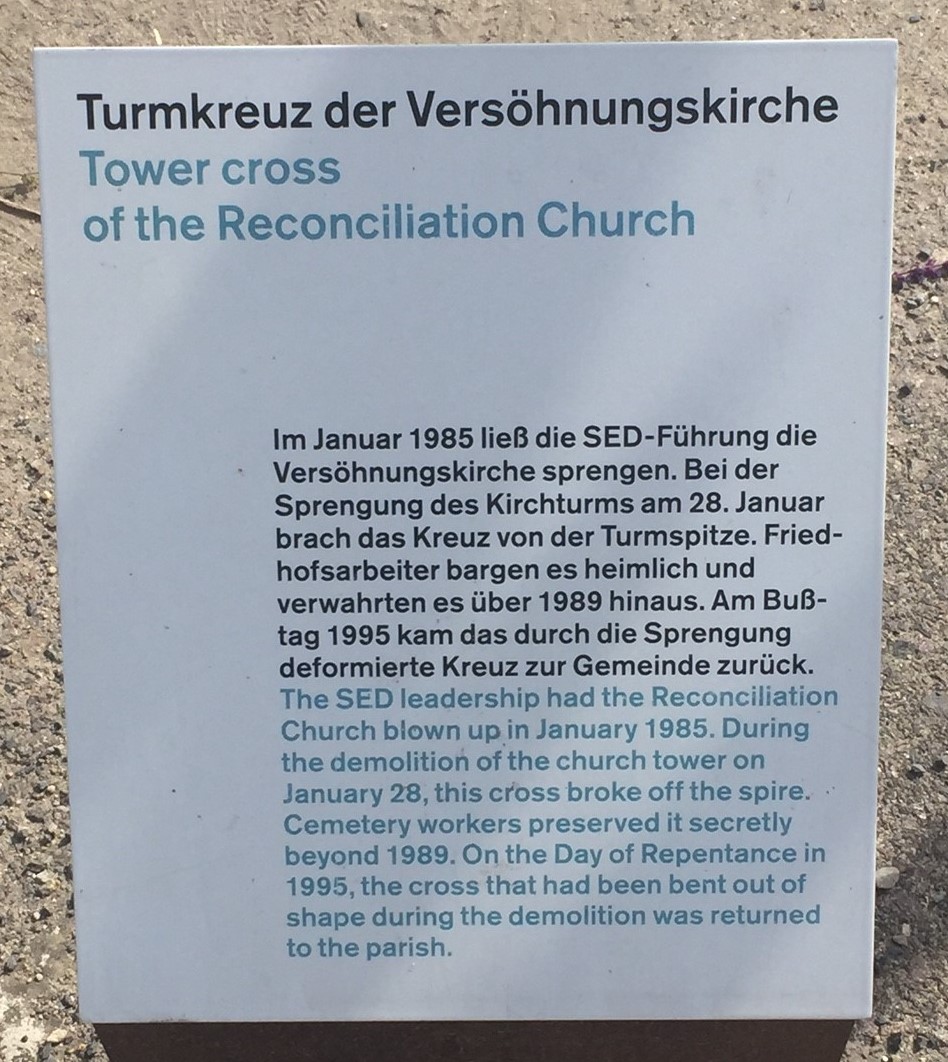 Turmkreuz der Versöhnungskirche
Tower cross
of the Reconciliation Church
Im Januar 1985 ließ die SED-Führung die
Versöhnungskirche sprengen. Bei der
Sprengung des Kirchturms am 28. Januar
brach das Kreuz von der Turmspitze. Fried-
hofsarbeiter bargen es heimlich und
verwahrten es über 1989 hinaus. Am Buß-
tag 1995 kam das durch die Sprengung
deformierte Kreuz zur Gemeinde zurück.
The SED leadership had the Reconciliation
Church blown up in January 1985. During
the demolition of the church tower on
January 28, this cross broke off the spire.
Cemetery workers preserved it secretly
beyond 1989. On the Day of Repentance in
1995, the cross that had been bent out of
shape during the demolition was returned
to the parish.